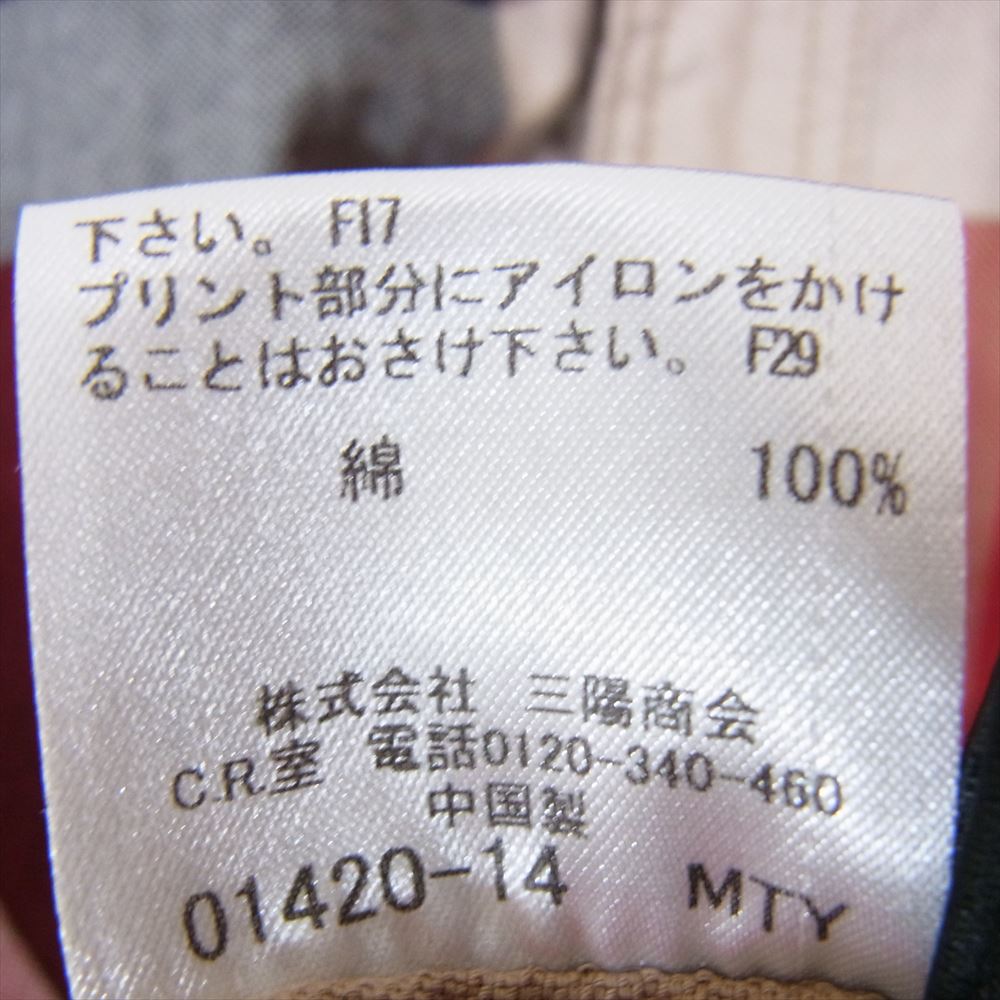 下さい。 F17
プリント部分にアイロンをかけ
ることはおさけ下さい。 F29
綿 100%
株式会社 三陽商会
C.R.室 電話0120-340-460
中国製
01420-14 MTY